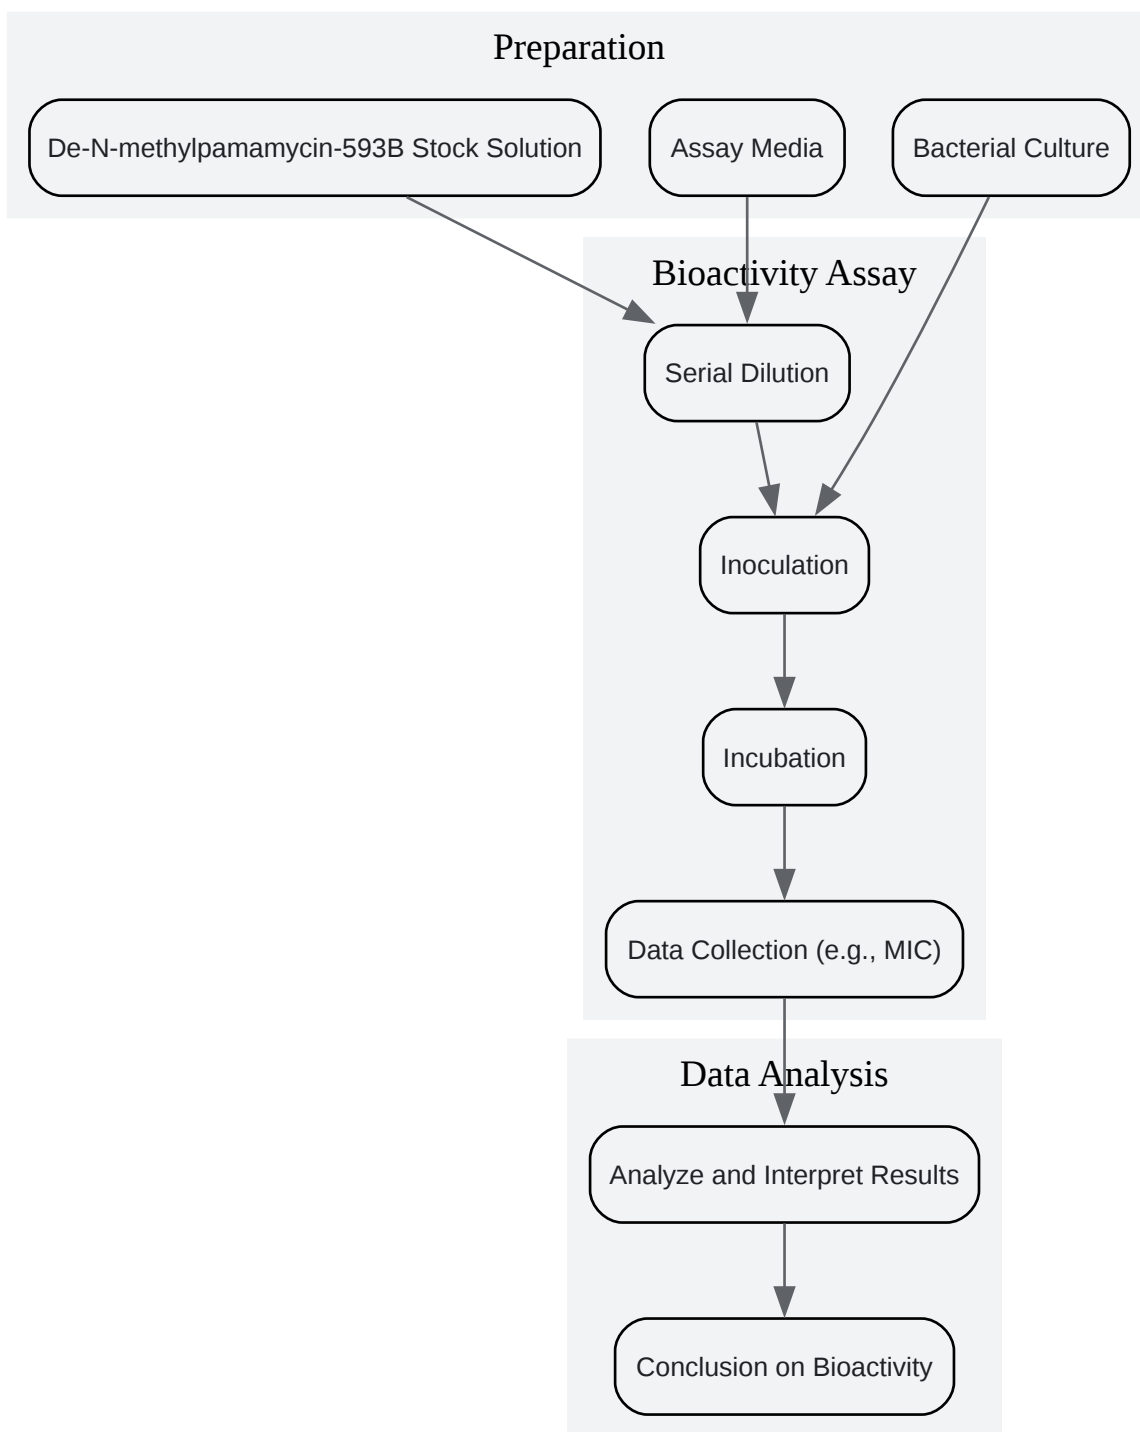 Preparation
De-N-methylpamamycin-593B Stock Solution
Assay Media
Bacterial Culture
Bioactivity Assay
Serial Dilution
Inoculation
Incubation
Data Collection (e.g., MIC)
Data Analysis
Analyze and Interpret Results
Conclusion on Bioactivity